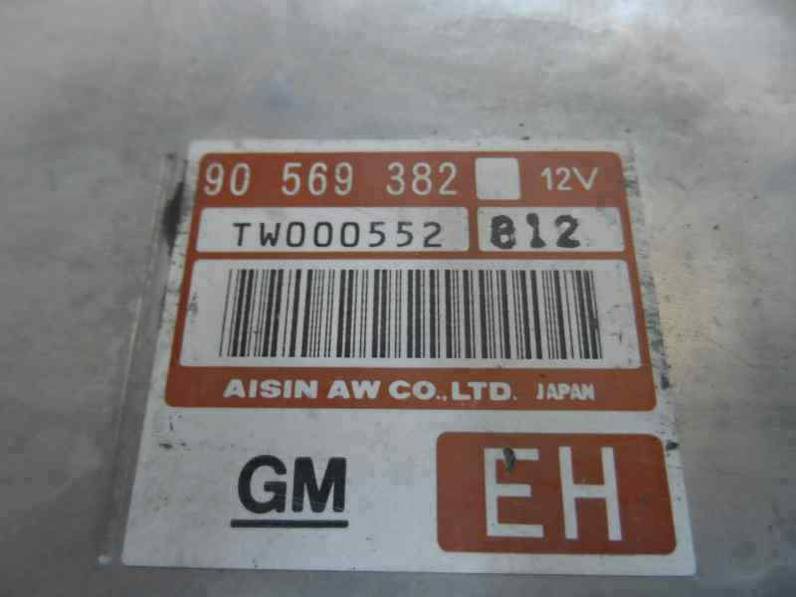 90 569 382 12V
TW000552 812
AISIN AW CO.,LTD. JAPAN
GM EH